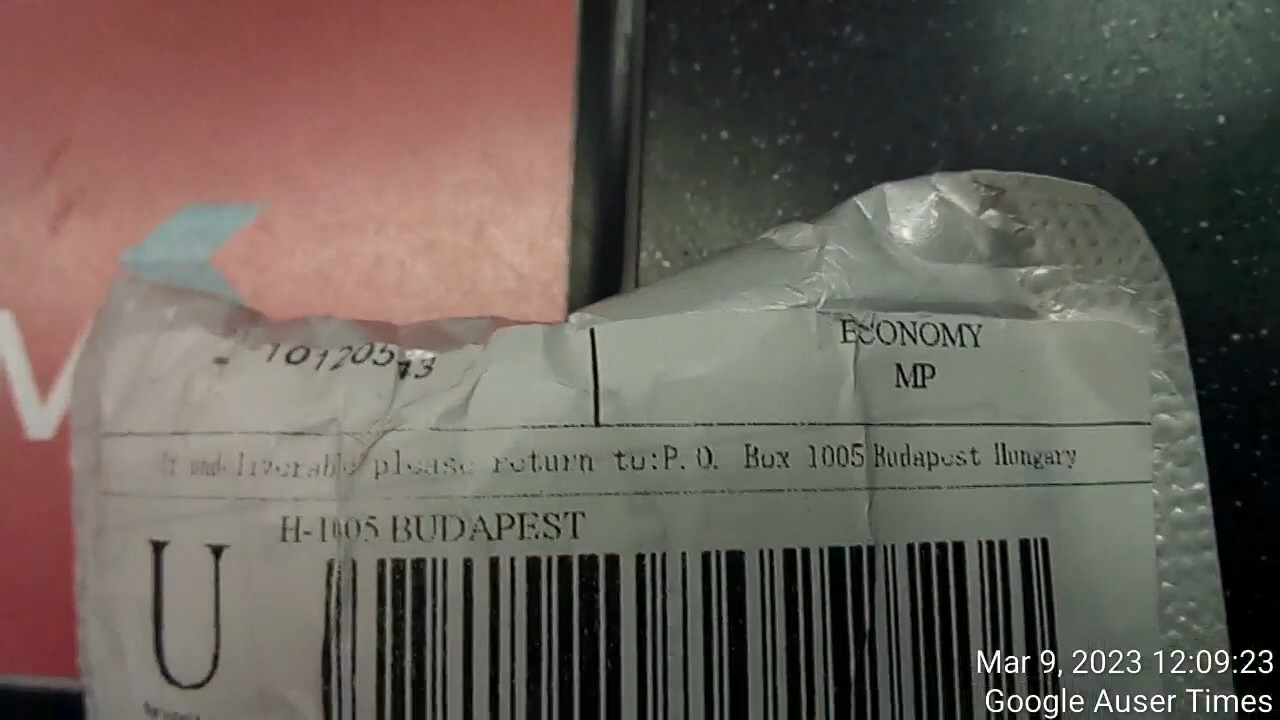 - 10120513
ECONOMY
MP
please return to:P.O. Box 1005 Budapest Hungary
H-1005 BUDAPEST
U
Mar 9, 2023 12:09:23
Google Auser Times